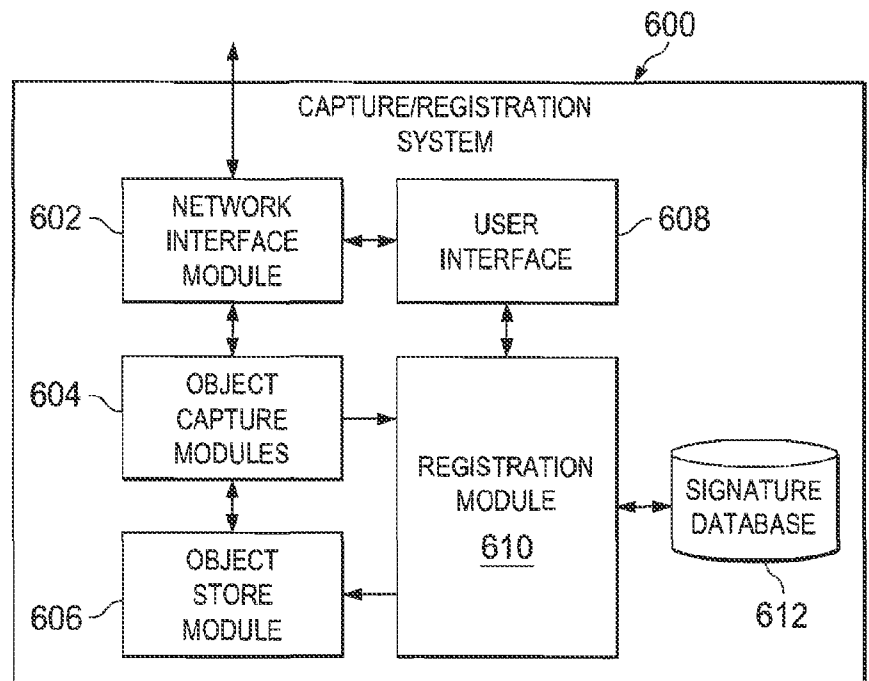 600
CAPTURE/REGISTRATION
SYSTEM
602
NETWORK
INTERFACE
MODULE
USER
INTERFACE
608
604
OBJECT
CAPTURE
MODULES
REGISTRATION
MODULE
610
SIGNATURE
DATABASE
612
606
OBJECT
STORE
MODULE